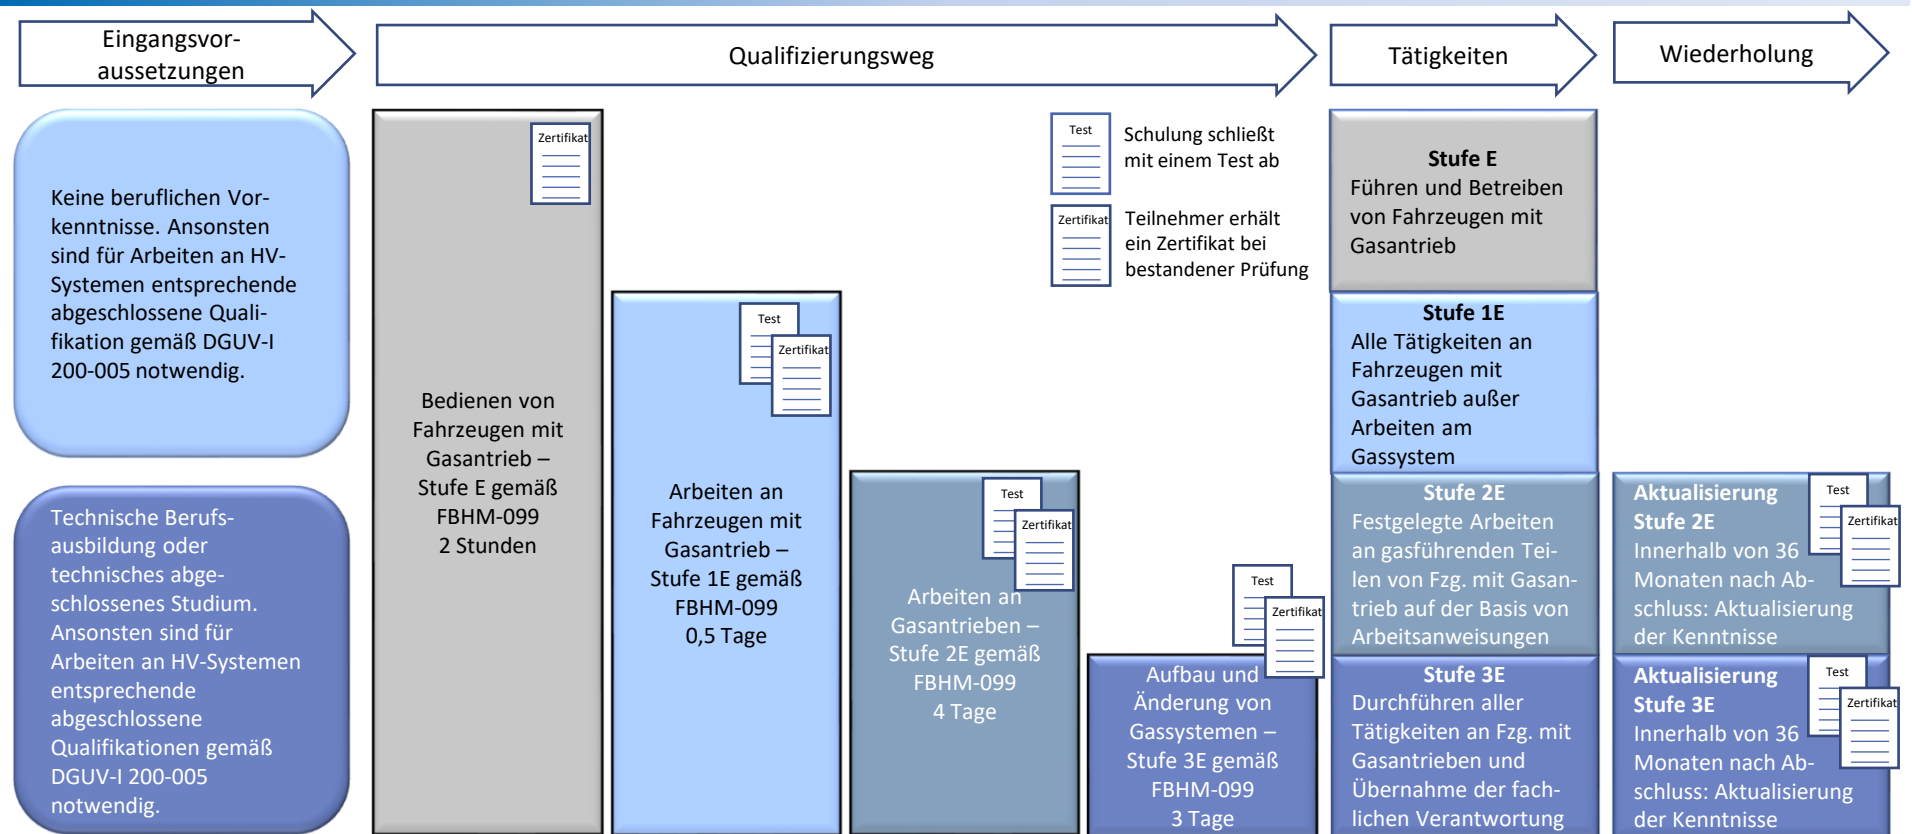 Eingangsvor-
aussetzungen
Qualifizierungsweg
Tätigkeiten
Wiederholung
Keine beruflichen Vor-
kenntnisse. Ansonsten
sind für Arbeiten an HV-
Systemen entsprechende
abgeschlossene Quali-
fikation gemäß DGUV-I
200-005 notwendig.
Technische Berufs-
ausbildung oder
technisches abge-
schlossenes Studium.
Ansonsten sind für
Arbeiten an HV-Systemen
entsprechende
abgeschlossene
Qualifikationen gemäß
DGUV-I 200-005
notwendig.
Zertifikat
Bedienen von
Fahrzeugen mit
Gasantrieb –
Stufe E gemäß
FBHM-099
2 Stunden
Test
Zertifikat
Arbeiten an
Fahrzeugen mit
Gasantrieb –
Stufe 1E gemäß
FBHM-099
0,5 Tage
Test
Zertifikat
Arbeiten an
Gasantrieben –
Stufe 2E gemäß
FBHM-099
4 Tage
Test
Zertifikat
Aufbau und
Änderung von
Gassystemen –
Stufe 3E gemäß
FBHM-099
3 Tage
Test
Schulung schließt
mit einem Test ab
Zertifikat
Teilnehmer erhält
ein Zertifikat bei
bestandener Prüfung
Stufe E
Führen und Betreiben
von Fahrzeugen mit
Gasantrieb
Stufe 1E
Alle Tätigkeiten an
Fahrzeugen mit
Gasantrieb außer
Arbeiten am
Gassystem
Stufe 2E
Festgelegte Arbeiten
an gasführenden Tei-
len von Fzg. mit Gasan-
trieb auf der Basis von
Arbeitsanweisungen
Stufe 3E
Durchführen aller
Tätigkeiten an Fzg. mit
Gasantrieben und
Übernahme der fach-
lichen Verantwortung
Aktualisierung
Stufe 2E
Innerhalb von 36
Monaten nach Ab-
schluss: Aktualisierung
der Kenntnisse
Test
Zertifikat
Aktualisierung
Stufe 3E
Innerhalb von 36
Monaten nach Ab-
schluss: Aktualisierung
der Kenntnisse
Test
Zertifikat